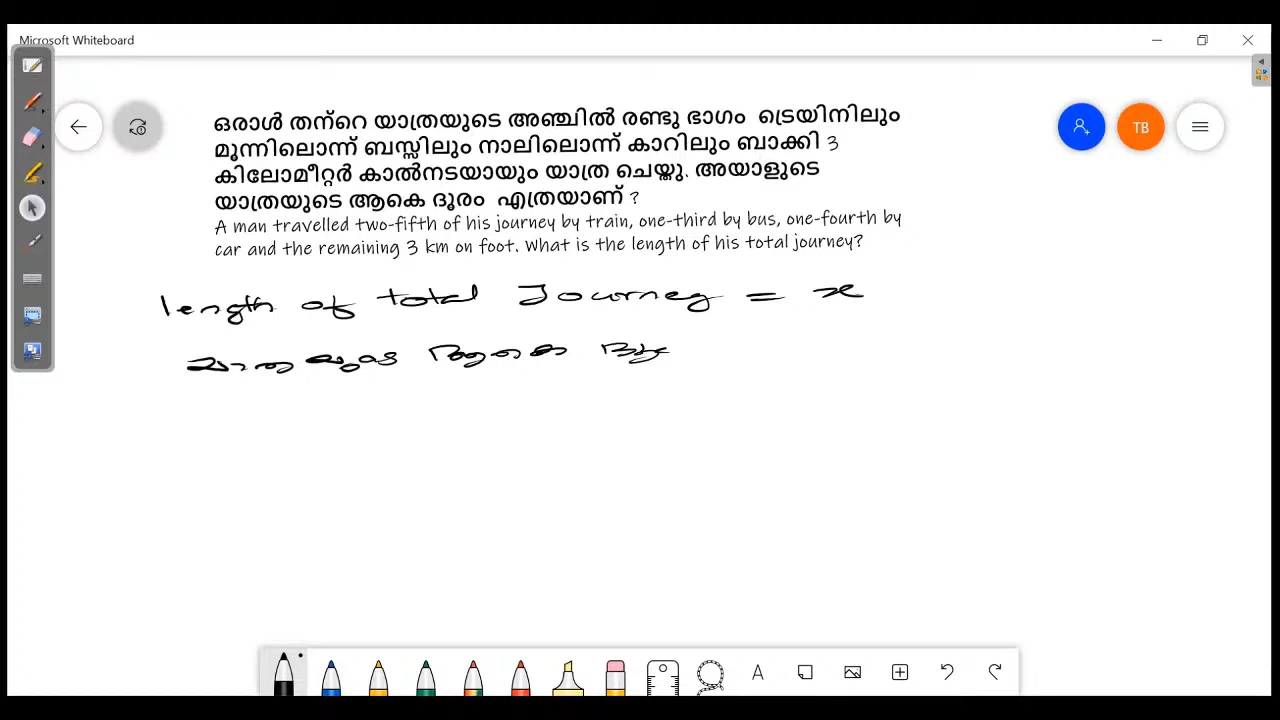 Microsoft Whiteboard
TB
ഒരാൾ തന്റെ യാത്രയുടെ അഞ്ചിൽ രണ്ടു ഭാഗം ട്രെയിനിലും
മൂന്നിലൊന്ന് ബസ്സിലും നാലിലൊന്ന് കാറിലും ബാക്കി 3
കിലോമീറ്റർ കാൽനടയായും യാത്ര ചെയ്തു. അയാളുടെ
യാത്രയുടെ ആകെ ദൂരം എത്രയാണ് ?
A man travelled two-fifth of his journey by train, one-third by bus, one-fourth by
car and the remaining 3 km on foot. What is the length of his total journey?
length of total Journey = x
യാത്രയുടെ ആകെ
A